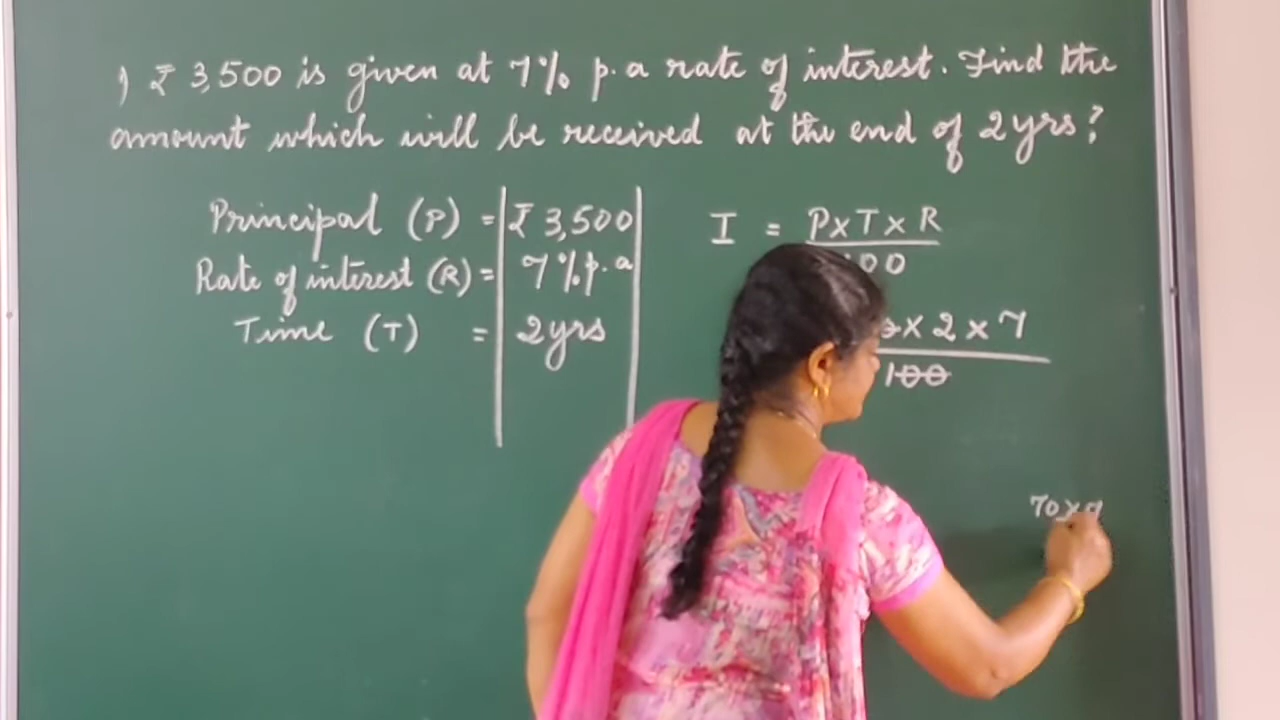 1) ₹ 3,500 is given at 7% p.a rate of interest. Find the
amount which will be received at the end of 2yrs?
Principal (P) = ₹ 3,500
Rate of interest (R) = 7% p.a
Time (T) = 2yrs
I = P x T x R
100
x 2 x 7
100
70 x